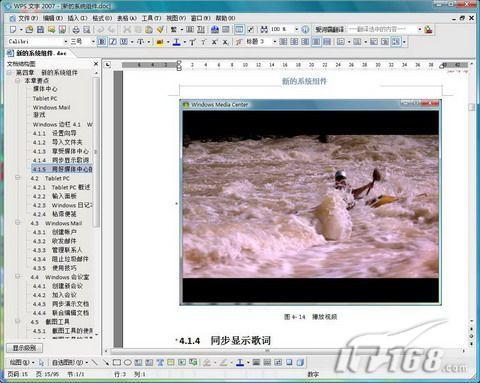 WPS 文字 2007 - [新的系统组件.doc]
文件(F) 编辑(E) 插入(I) 格式(O) 表格(A) 工具(T) 视图(V) 窗口(W) 帮助(H)
100 %
Calibri 三号 标题 3
新的系统组件.doc
文档结构图
第四章 新的系统组件
本章要点
媒体中心
Tablet PC
Windows Mail
游戏
Windows 边栏 4.1 W
4.1.1 设置向导
4.1.2 导入文件夹
4.1.3 享受媒体中心
4.1.4 同步显示歌词
4.1.5 用好媒体中心的
4.2 Tablet PC
4.2.1 Tablet PC 概述
4.2.2 输入面板
4.2.3 Windows 日记本
4.2.4 粘滞便笺
4.3 Windows Mail
4.3.1 创建帐户
4.3.2 收发邮件
4.3.3 管理联系人
4.3.4 阻止垃圾邮件
4.3.5 使用技巧
4.4 Windows 会议室
4.4.1 创建新会议
4.4.2 加入会议
4.4.3 同步演示文档
4.4.4 联合编辑文档
4.5 截图工具
4.5.1 截图工具的使用
显示级别
新的系统组件
Windows Media Center
图 4-14 播放视频
4.1.4 同步显示歌词
IT168.com
绘图(D) 自选图形(U)
页码:15 页:15/95 节:1/1 行:3 列:1 数字